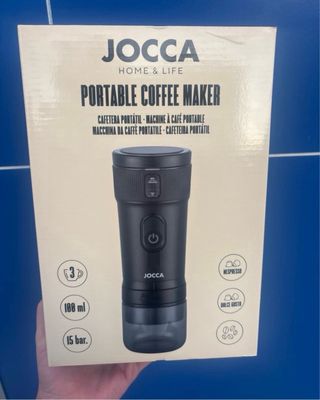 JOCCA
HOME & LIFE
PORTABLE COFFEE MAKER
CAFETERA PORTÁTIL - MACHINE À CAFÉ PORTABLE
MACCHINA DA CAFFÈ PORTATILE - CAFETEIRA PORTÁTIL
3
100 ml
15 bar.
JOCCA
NESPRESSO
DOLCE GUSTO